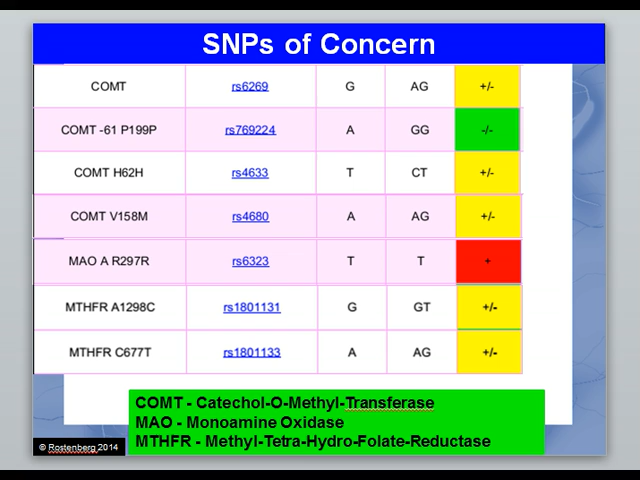 SNPs of Concern
COMT rs6269 G AG +/-
COMT -61 P199P rs769224 A GG -/-
COMT H62H rs4633 T CT +/-
COMT V158M rs4680 A AG +/-
MAO A R297R rs6323 T T +
MTHFR A1298C rs1801131 G GT +/-
MTHFR C677T rs1801133 A AG +/-
COMT - Catechol-O-Methyl-Transferase
MAO - Monoamine Oxidase
MTHFR - Methyl-Tetra-Hydro-Folate-Reductase
© Rostenberg 2014